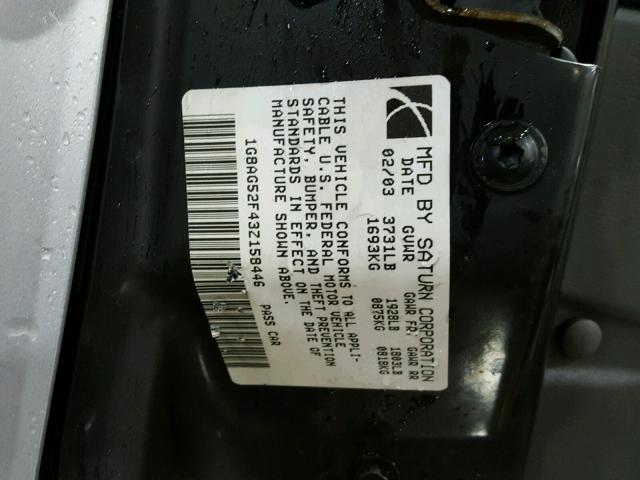 MFD BY SATURN CORPORATION
DATE GVWR GAWR FR GAWR RR
02/03 3731LB 1928LB 1803LB
1693KG 0875KG 0818KG
THIS VEHICLE CONFORMS TO ALL APPLI-
CABLE U.S. FEDERAL MOTOR VEHICLE
SAFETY, BUMPER, AND THEFT PREVENTION
STANDARDS IN EFFECT ON THE DATE OF
MANUFACTURE SHOWN ABOVE.
1G8AG52F43Z158446 PASS CAR